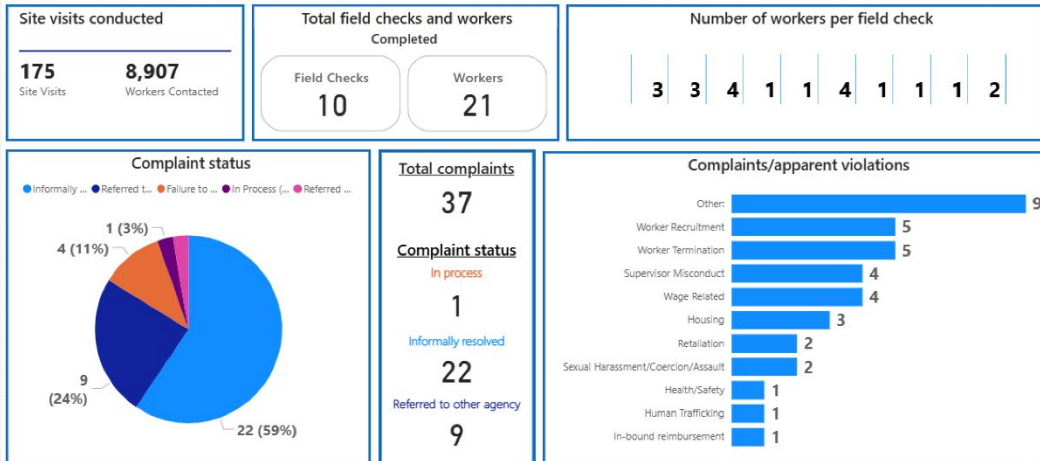 Site visits conducted
175
Site Visits
8,907
Workers Contacted
Total field checks and workers
Completed
Field Checks
10
Workers
21
Number of workers per field check
3 3 4 1 1 4 1 1 1 2
Complaint status
Informally ... Referred t... Failure to ... In Process (... Referred ...
1 (3%)
4 (11%)
9
(24%)
22 (59%)
Total complaints
37
Complaint status
In process
1
Informally resolved
22
Referred to other agency
9
Complaints/apparent violations
Other: 9
Worker Recruitment 5
Worker Termination 5
Supervisor Misconduct 4
Wage Related 4
Housing 3
Retaliation 2
Sexual Harassment/Coercion/Assault 2
Health/Safety 1
Human Trafficking 1
In-bound reimbursement 1